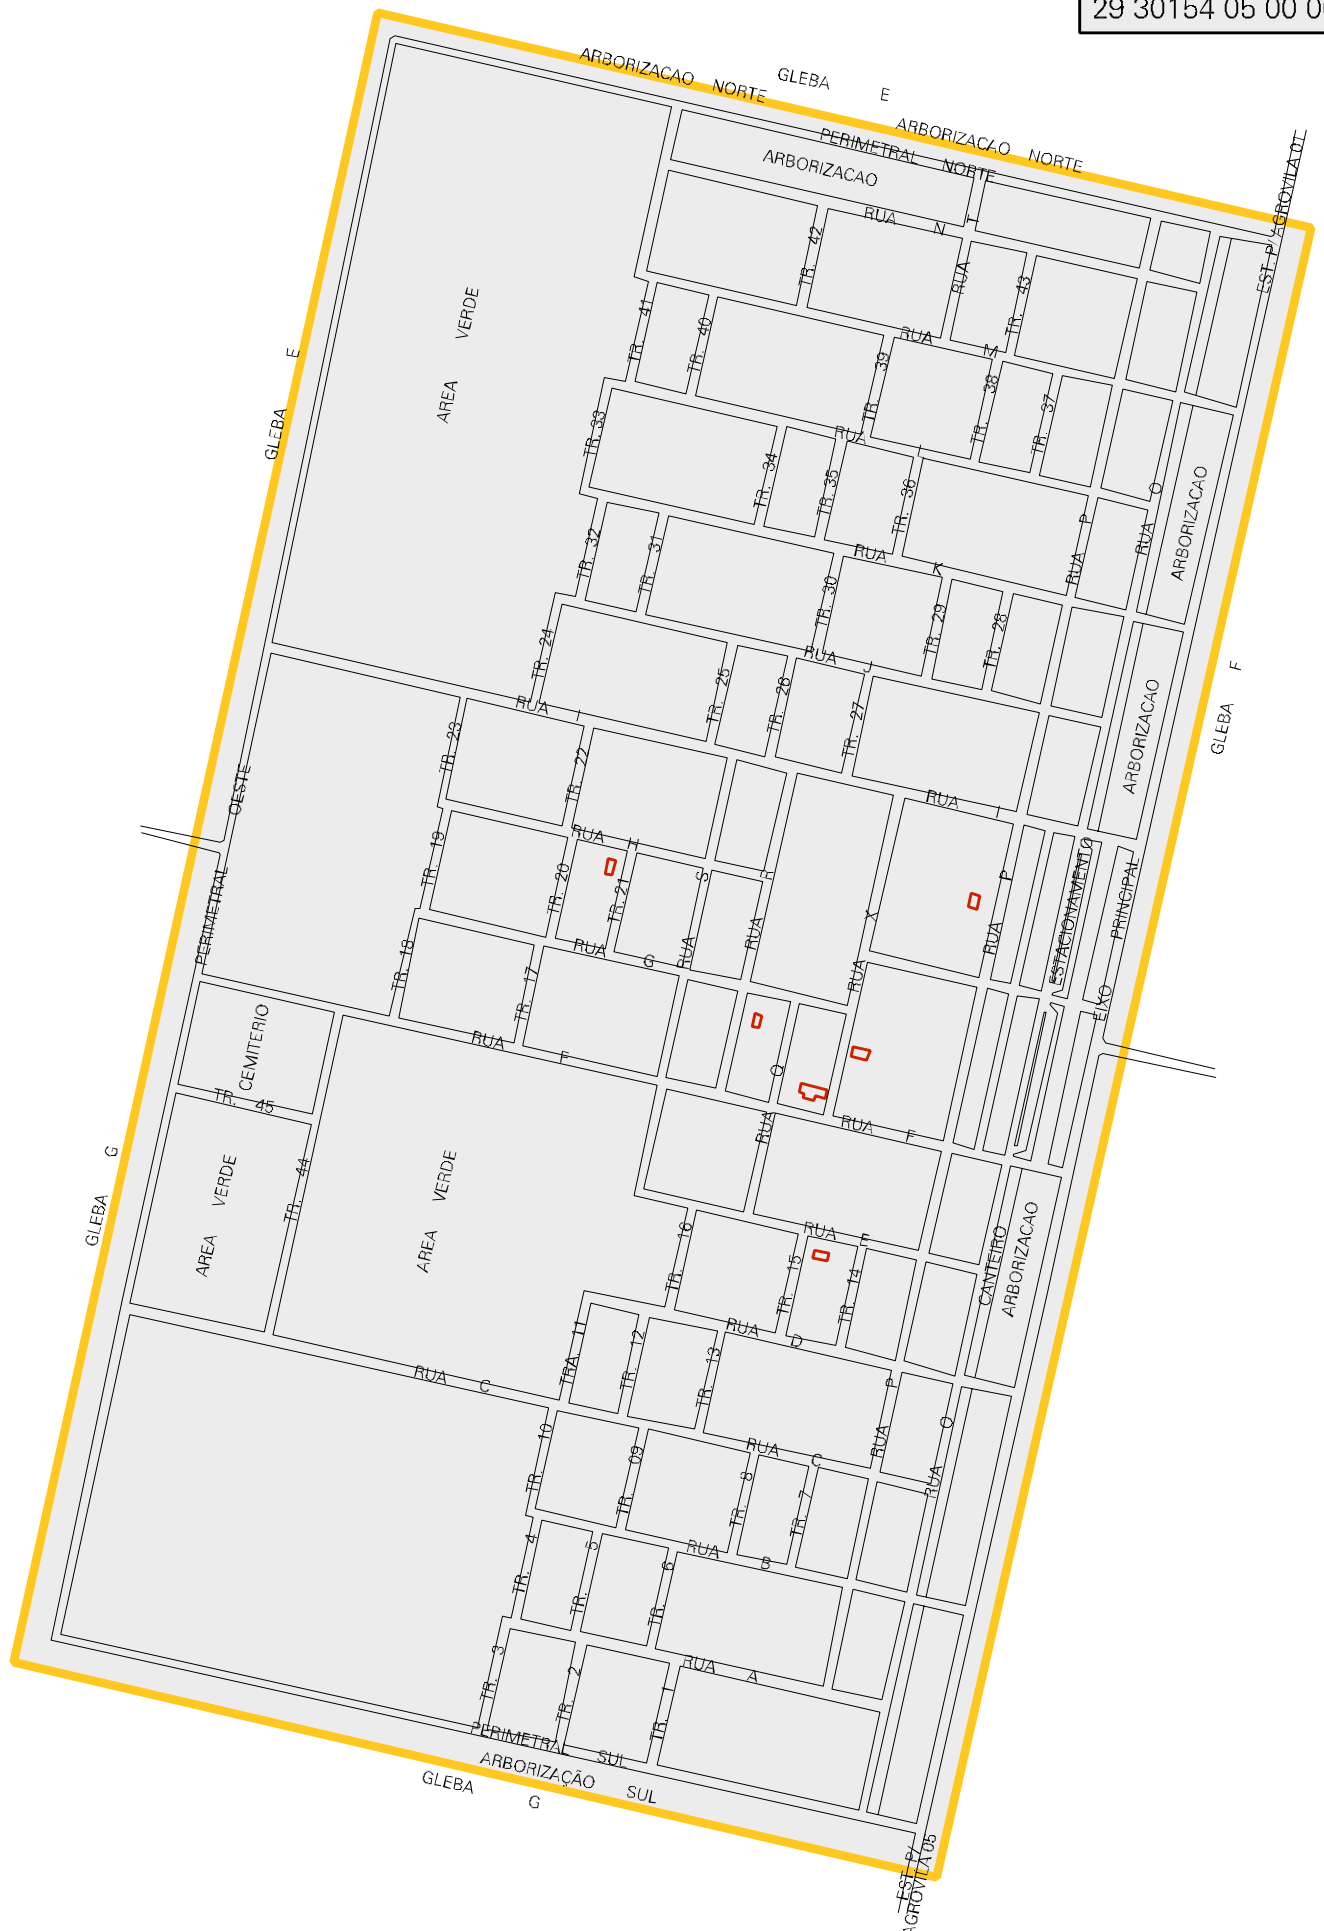 29 30154 05 00 0
ARBORIZACAO NORTE
GLEBA E
ARBORIZACAO NORTE
PERIMETRAL NORTE
ARBORIZACAO
EST. P/ AGROVILA 01
RUA N
RUA T
TR. 42
TR. 43
TR. 41
TR. 40
AREA VERDE
GLEBA E
RUA M
TR. 39
TR. 38
TR. 37
TR. 33
RUA L
TR. 34
TR. 35
TR. 36
RUA P
RUA O
ARBORIZACAO
TR. 32
TR. 31
RUA K
TR. 30
TR. 29
TR. 28
TR. 24
RUA J
TR. 25
TR. 26
TR. 27
ARBORIZACAO
GLEBA F
RUA I
TR. 23
TR. 22
RUA I
PERIMETRAL OESTE
TR. 19
RUA H
TR. 20
TR. 21
RUA S
RUA R
RUA X
RUA P
ESTACIONAMENTO
EIXO PRINCIPAL
TR. 18
TR. 17
RUA G
CEMITERIO
TR. 45
RUA F
RUA Q
RUA F
AREA VERDE
TR. 44
AREA VERDE
GLEBA G
TR. 16
RUA E
TR. 15
TR. 14
CANTEIRO
ARBORIZACAO
TRA. 11
TR. 12
TR. 13
RUA D
RUA C
TR. 10
TR. 09
RUA C
RUA P
RUA O
TR. 8
TR. 7
TR. 4
TR. 5
TR. 6
RUA B
TR. 3
TR. 2
TR. 1
RUA A
PERIMETRAL SUL
ARBORIZAÇÃO SUL
GLEBA G
EST. P/
AGROVILA 05